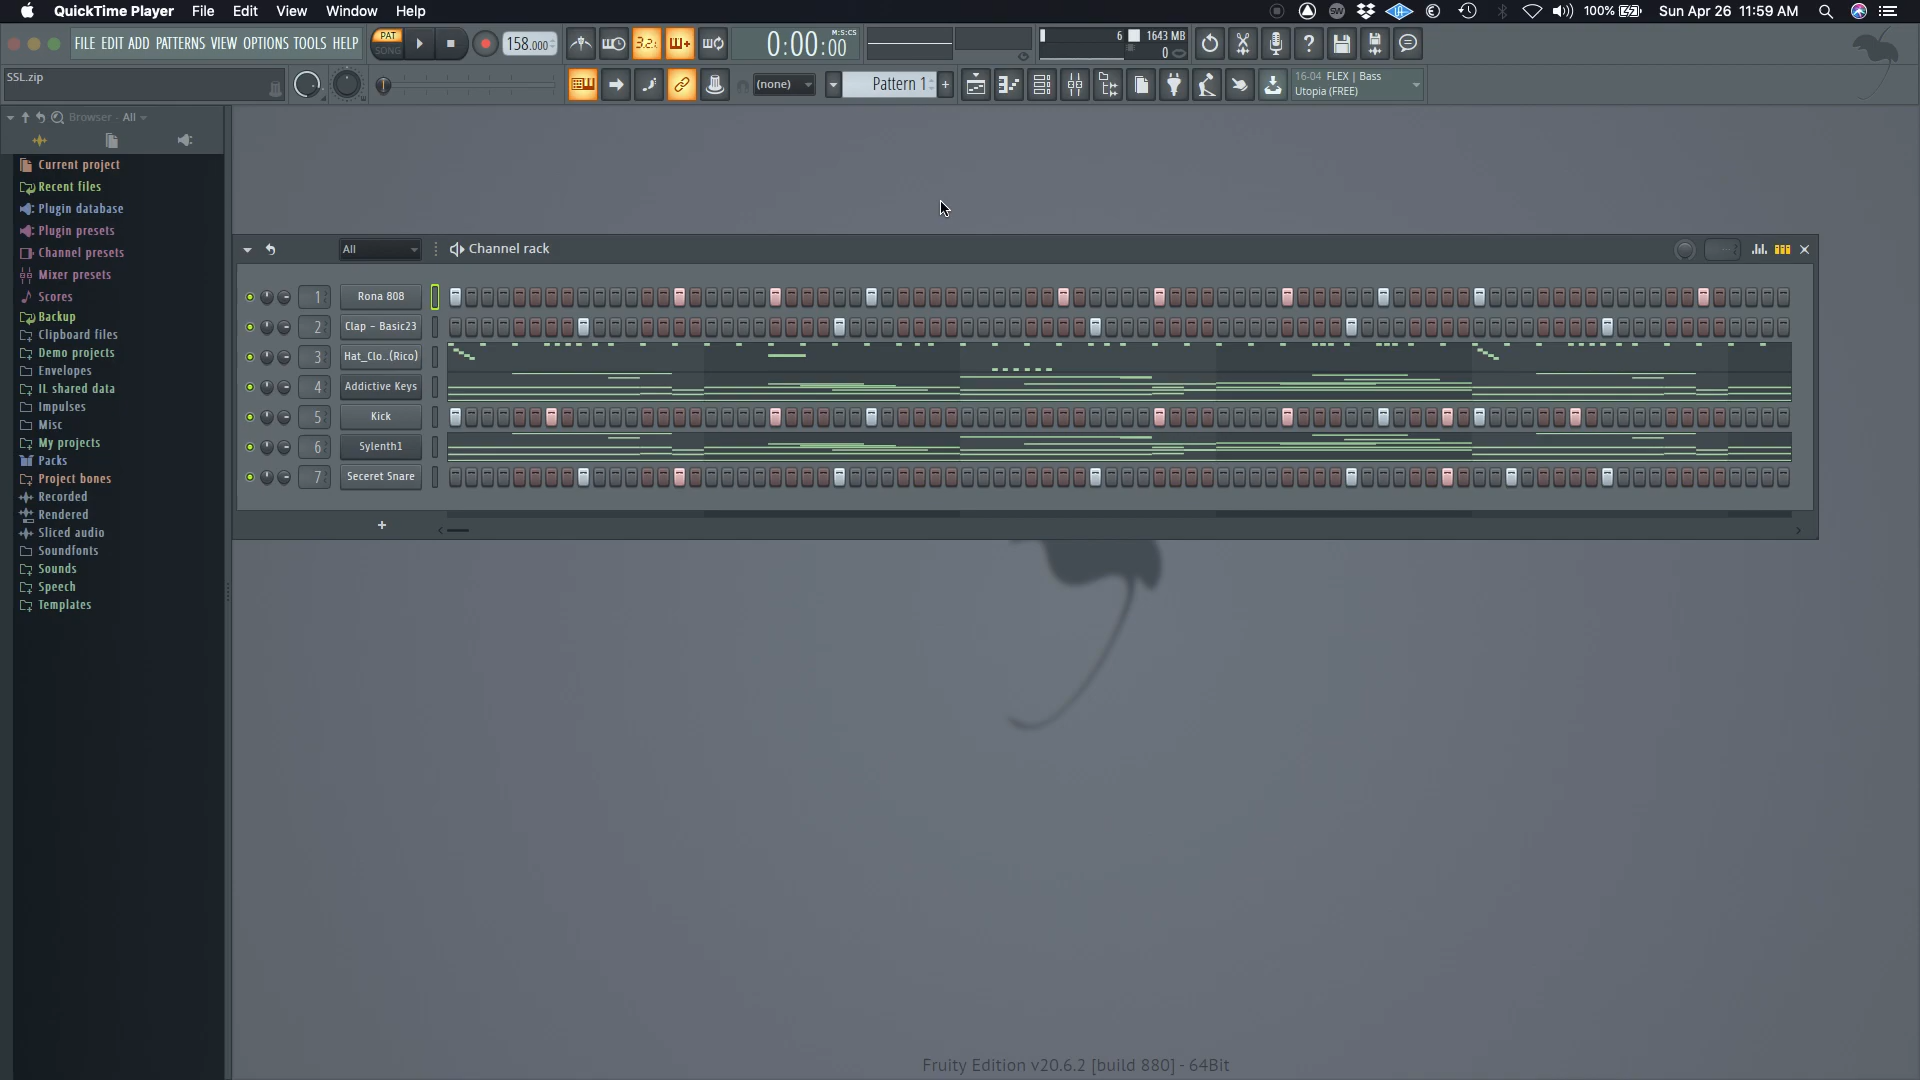 QuickTime Player File Edit View Window Help 100% Sun Apr 26 11:59 AM
FILE EDIT ADD PATTERNS VIEW OPTIONS TOOLS HELP PAT SONG 158.000 3.2.. 0:00:00 M:S:CS 6 1643 MB 0
SSL.zip (none) Pattern 1 + 16-04 FLEX | Bass
Utopia (FREE)
Browser - All
Current project
Recent files
Plugin database
Plugin presets
Channel presets
Mixer presets
Scores
Backup
Clipboard files
Demo projects
Envelopes
IL shared data
Impulses
Misc
My projects
Packs
Project bones
Recorded
Rendered
Sliced audio
Soundfonts
Sounds
Speech
Templates
All Channel rack
1 Rona 808
2 Clap - Basic23
3 Hat_Clo..(Rico)
4 Addictive Keys
5 Kick
6 Sylenth1
7 Seceret Snare
+
Fruity Edition v20.6.2 [build 880] - 64Bit